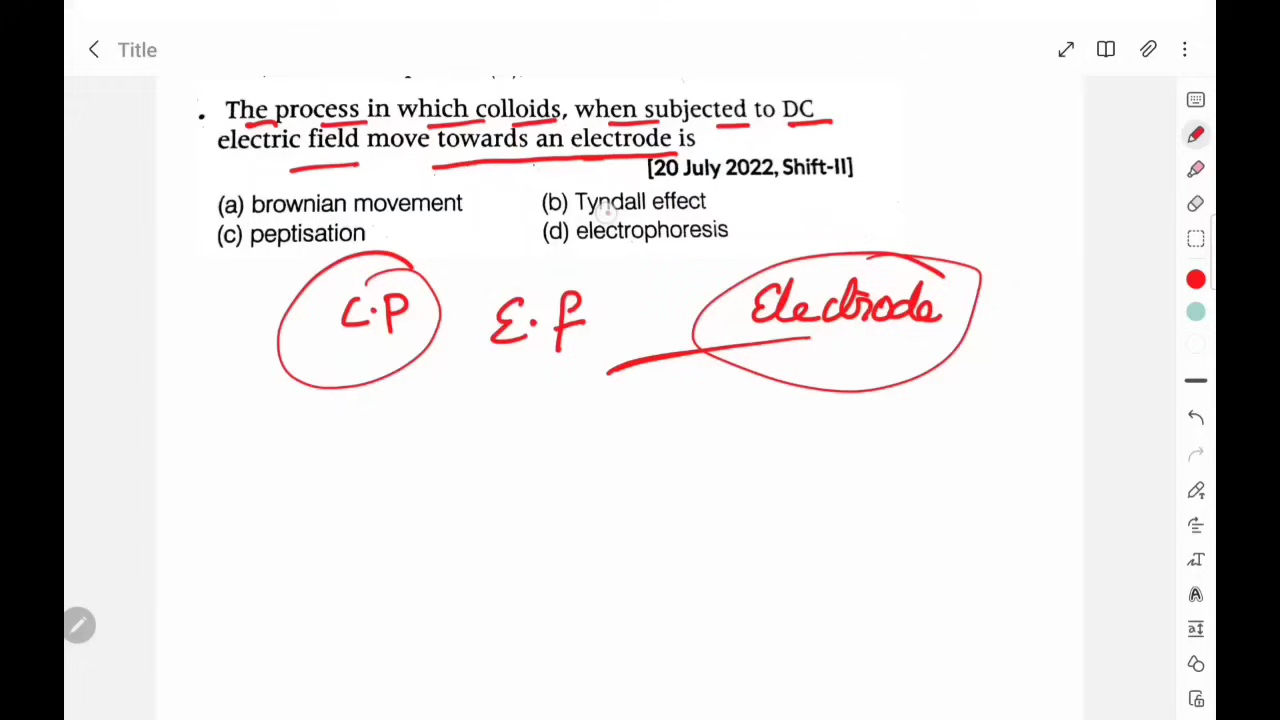 Title
. The process in which colloids, when subjected to DC
electric field move towards an electrode is
[20 July 2022, Shift-II]
(a) brownian movement (b) Tyndall effect
(c) peptisation (d) electrophoresis
C.P E.f Electrode